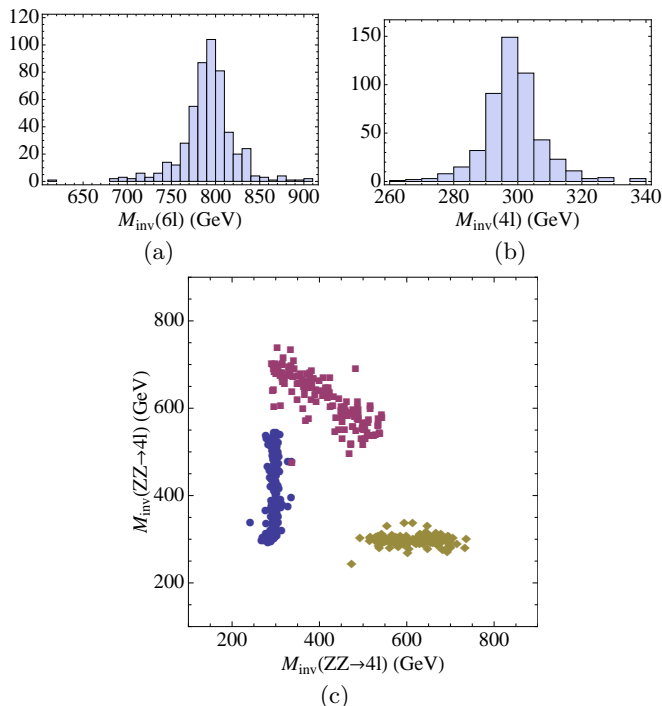 120
100
80
60
40
20
0
650 700 750 800 850 900
M_inv(6l) (GeV)
(a)
150
100
50
0
260 280 300 320 340
M_inv(4l) (GeV)
(b)
M_inv(ZZ→4l) (GeV)
800
600
400
200
200 400 600 800
M_inv(ZZ→4l) (GeV)
(c)